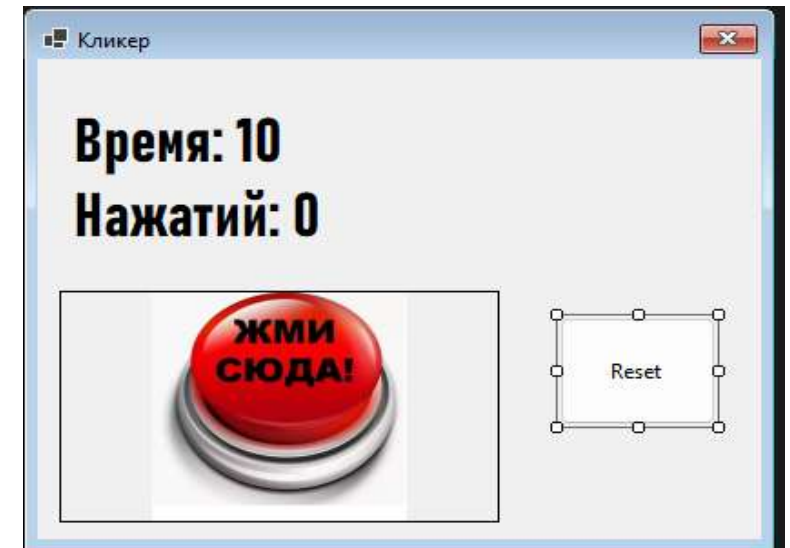 Кликер
Время: 10
Нажатий: 0
ЖМИ
СЮДА!
Reset